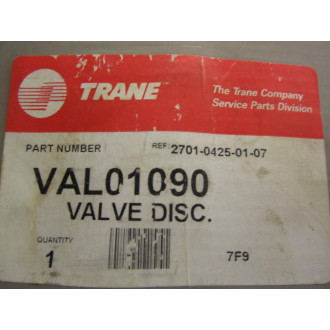 TRANE
The Trane Company
Service Parts Division
PART NUMBER
REF: 2701-0425-01-07
VAL01090
VALVE DISC.
QUANTITY
1
7F9